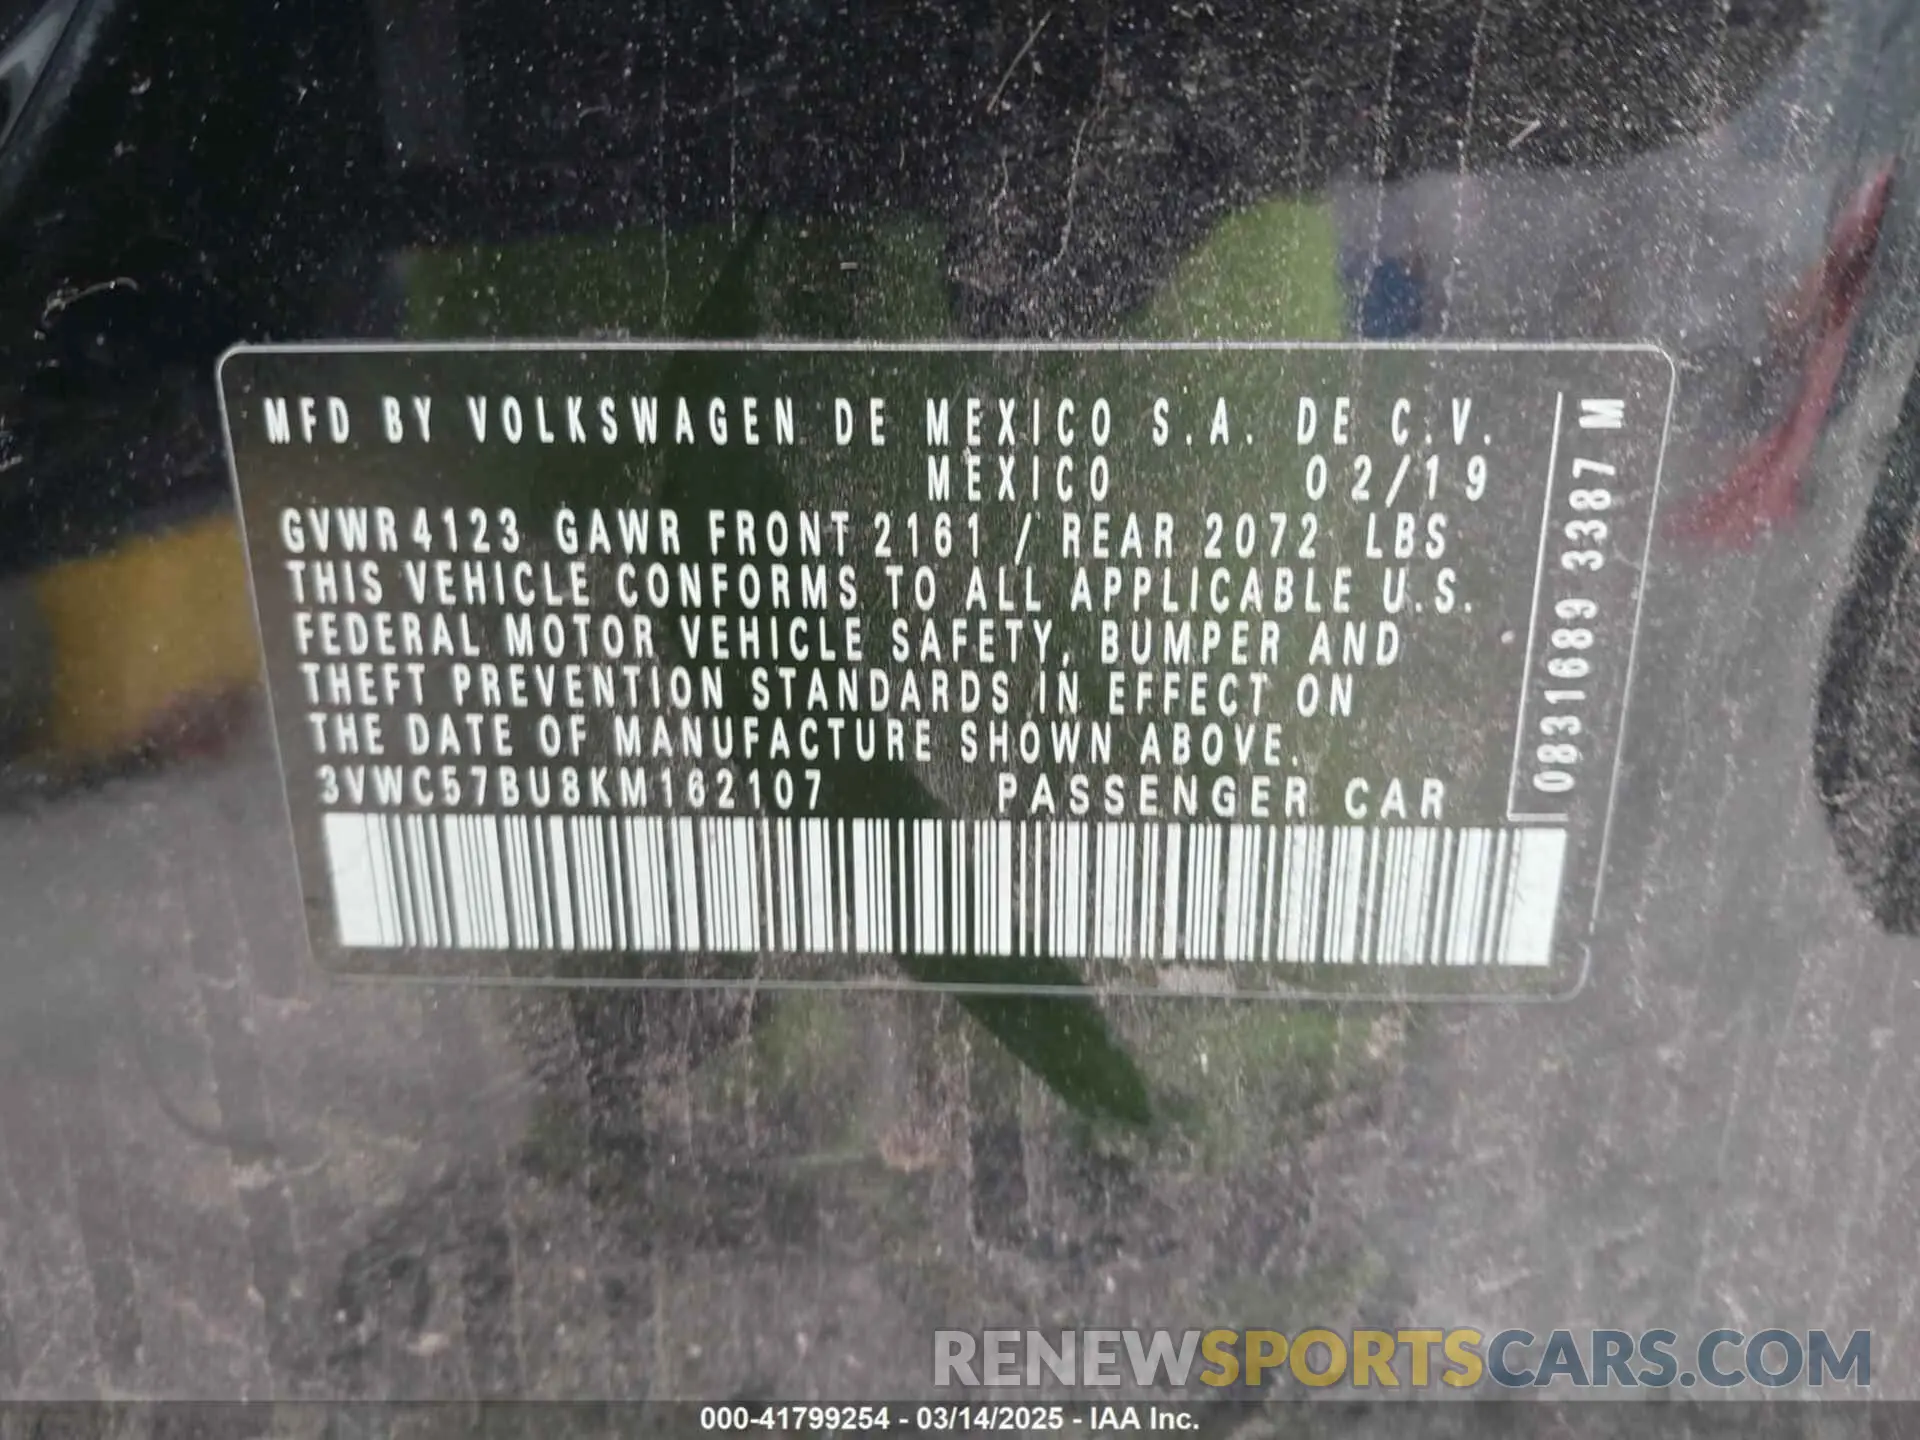 MFD BY VOLKSWAGEN DE MEXICO S.A. DE C.V.
MEXICO 02/19
GVWR 4123 GAWR FRONT 2161 / REAR 2072 LBS
THIS VEHICLE CONFORMS TO ALL APPLICABLE U.S.
FEDERAL MOTOR VEHICLE SAFETY, BUMPER AND
THEFT PREVENTION STANDARDS IN EFFECT ON
THE DATE OF MANUFACTURE SHOWN ABOVE.
3VWC57BU8KM162107 PASSENGER CAR
0831689 3387 M
RENEWSPORTSCARS.COM
000-41799254 - 03/14/2025 - IAA Inc.